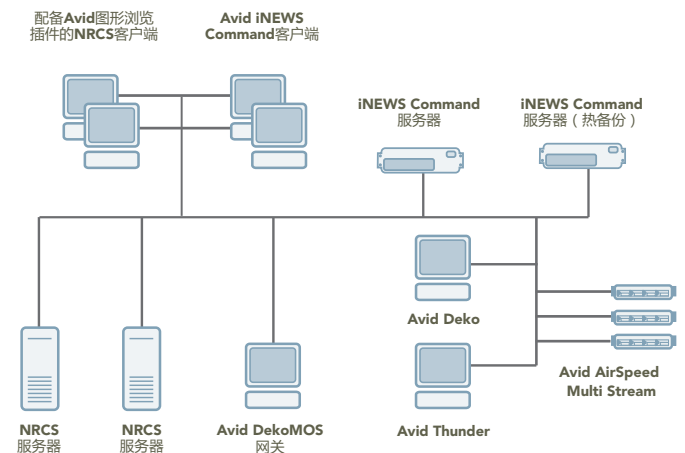 配备Avid图形浏览
插件的NRCS客户端
Avid iNEWS
Command客户端
iNEWS Command
服务器
iNEWS Command
服务器（热备份）
Avid Deko
Avid AirSpeed
Multi Stream
NRCS
服务器
NRCS
服务器
Avid DekoMOS
网关
Avid Thunder